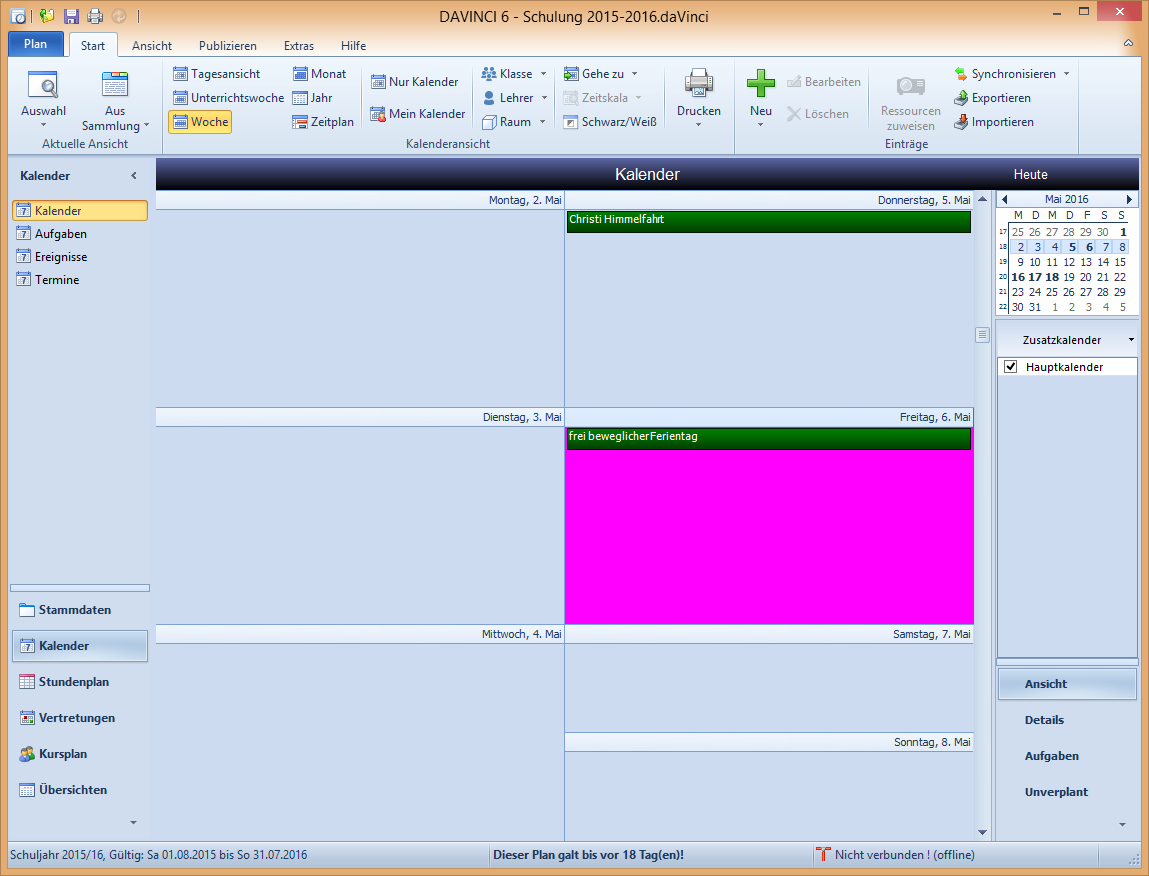 DAVINCI 6 - Schulung 2015-2016.daVinci
Plan Start Ansicht Publizieren Extras Hilfe
Auswahl
Aus Sammlung
Aktuelle Ansicht
Tagesansicht
Unterrichtswoche
Woche
Monat
Jahr
Zeitplan
Nur Kalender
Mein Kalender
Klasse
Lehrer
Raum
Gehe zu
Zeitskala
Schwarz/Weiß
Drucken
Kalenderansicht
Neu
Bearbeiten
Löschen
Ressourcen zuweisen
Synchronisieren
Exportieren
Importieren
Einträge
Kalender
Kalender
Aufgaben
Ereignisse
Termine
Stammdaten
Kalender
Stundenplan
Vertretungen
Kursplan
Übersichten
Kalender
Montag, 2. Mai
Donnerstag, 5. Mai
Christi Himmelfahrt
Dienstag, 3. Mai
Freitag, 6. Mai
frei beweglicher Ferientag
Mittwoch, 4. Mai
Samstag, 7. Mai
Sonntag, 8. Mai
Heute
Mai 2016
M D M D F S S
17 25 26 27 28 29 30 1
18 2 3 4 5 6 7 8
19 9 10 11 12 13 14 15
20 16 17 18 19 20 21 22
21 23 24 25 26 27 28 29
22 30 31 1 2 3 4 5
Zusatzkalender
Hauptkalender
Ansicht
Details
Aufgaben
Unverplant
Schuljahr 2015/16, Gültig: Sa 01.08.2015 bis So 31.07.2016
Dieser Plan galt bis vor 18 Tag(en)!
Nicht verbunden ! (offline)